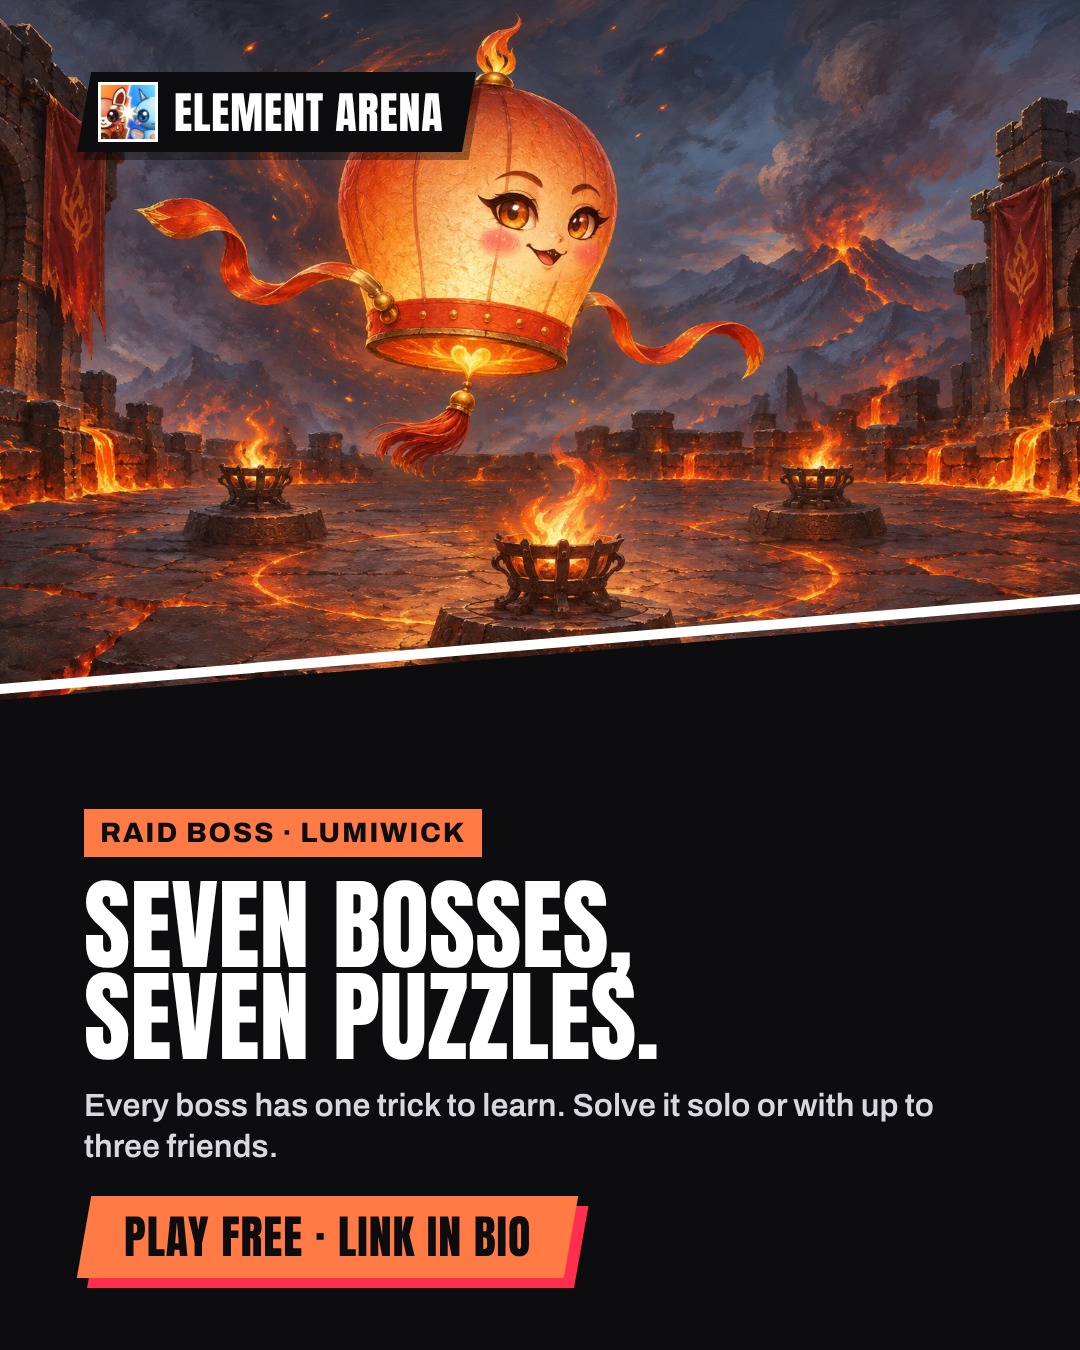 ELEMENT ARENA
RAID BOSS · LUMIWICK
SEVEN BOSSES,
SEVEN PUZZLES.
Every boss has one trick to learn. Solve it solo or with up to
three friends.
PLAY FREE · LINK IN BIO